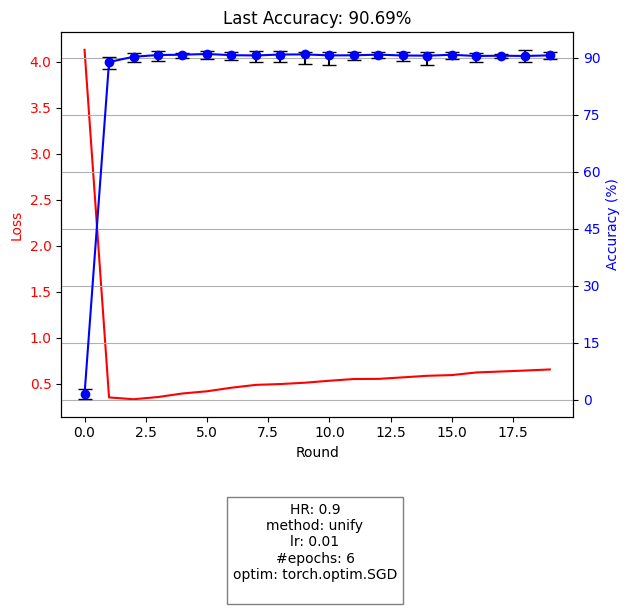 Last Accuracy: 90.69%
4.0
3.5
3.0
2.5
2.0
1.5
1.0
0.5
Loss
90
75
60
45
30
15
0
Accuracy (%)
0.0 2.5 5.0 7.5 10.0 12.5 15.0 17.5
Round
HR: 0.9
method: unify
lr: 0.01
#epochs: 6
optim: torch.optim.SGD